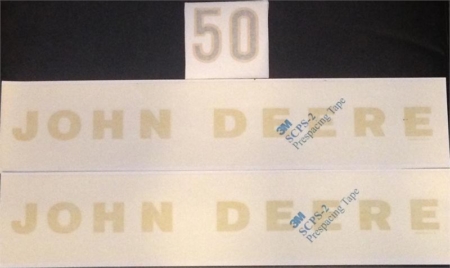 50
JOHN DEERE
3M
SCPS-2
Prespacing Tape
JOHN DEERE
3M
SCPS-2
Prespacing Tape